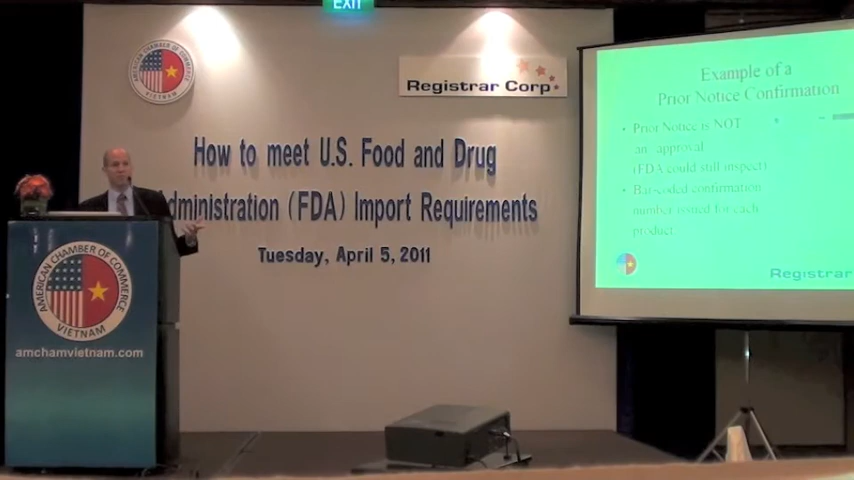 EXIT
AMERICAN CHAMBER OF COMMERCE
VIETNAM
Registrar Corp
How to meet U.S. Food and Drug
Administration (FDA) Import Requirements
Tuesday, April 5, 2011
AMERICAN CHAMBER OF COMMERCE
VIETNAM
amchamvietnam.com
Example of a
Prior Notice Confirmation
• Prior Notice is NOT
an approval
(FDA could still inspect)
• Bar-coded confirmation
number issued for each
product
Registrar